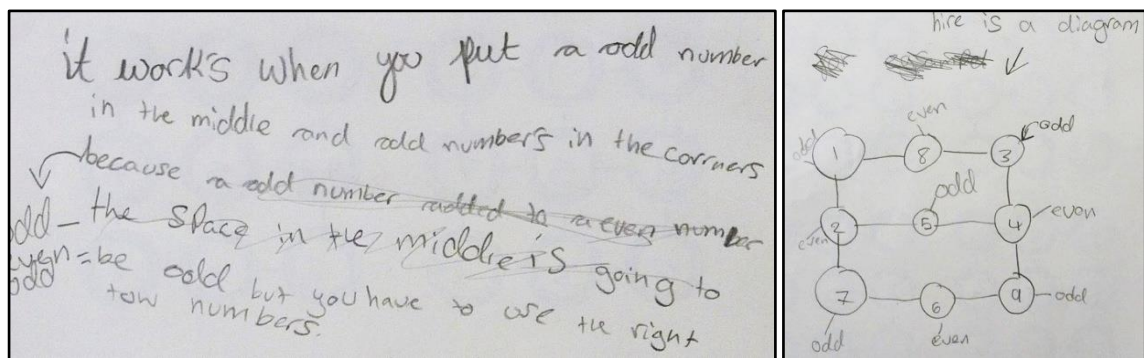 it works when you put a odd number
in the middle and odd numbers in the corners
because a odd number added to a even number
odd - the space in the middle is going to
even = be odd but you have to use the right
odd tow numbers.
hire is a diagram
even
odd
odd
1 8 3
odd
2 5 4
even
even
7 6 9
odd
odd
even